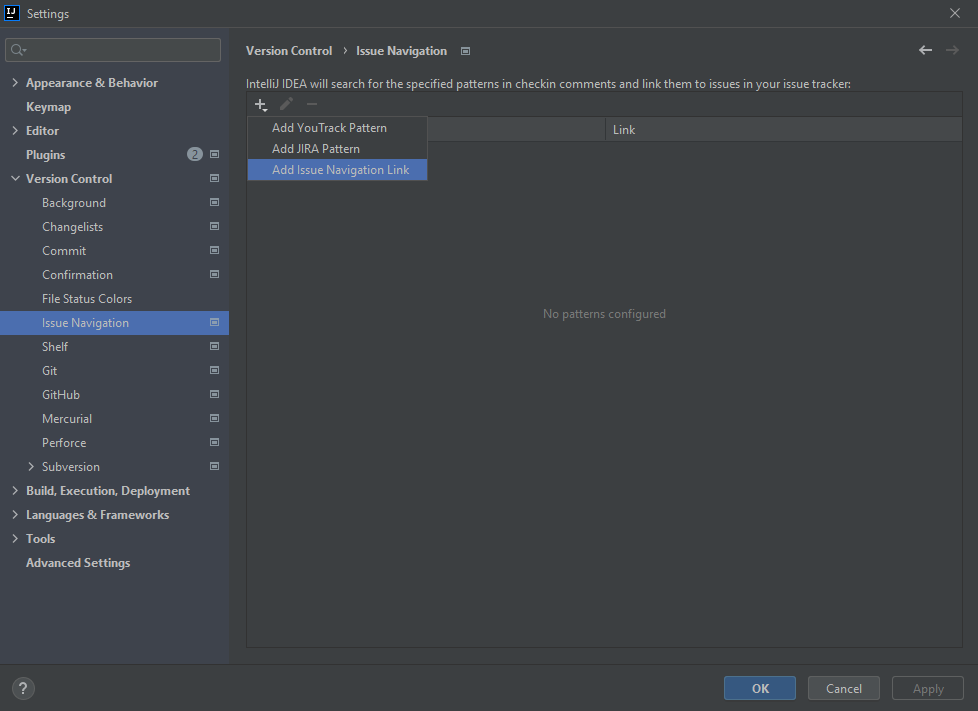 IJ
Settings
Version Control › Issue Navigation
IntelliJ IDEA will search for the specified patterns in checkin comments and link them to issues in your issue tracker:
Appearance & Behavior
Keymap
Editor
Plugins 2
Version Control
Background
Changelists
Commit
Confirmation
File Status Colors
Issue Navigation
Shelf
Git
GitHub
Mercurial
Perforce
Subversion
Build, Execution, Deployment
Languages & Frameworks
Tools
Advanced Settings
Add YouTrack Pattern
Add JIRA Pattern
Add Issue Navigation Link
Link
No patterns configured
?
OK
Cancel
Apply